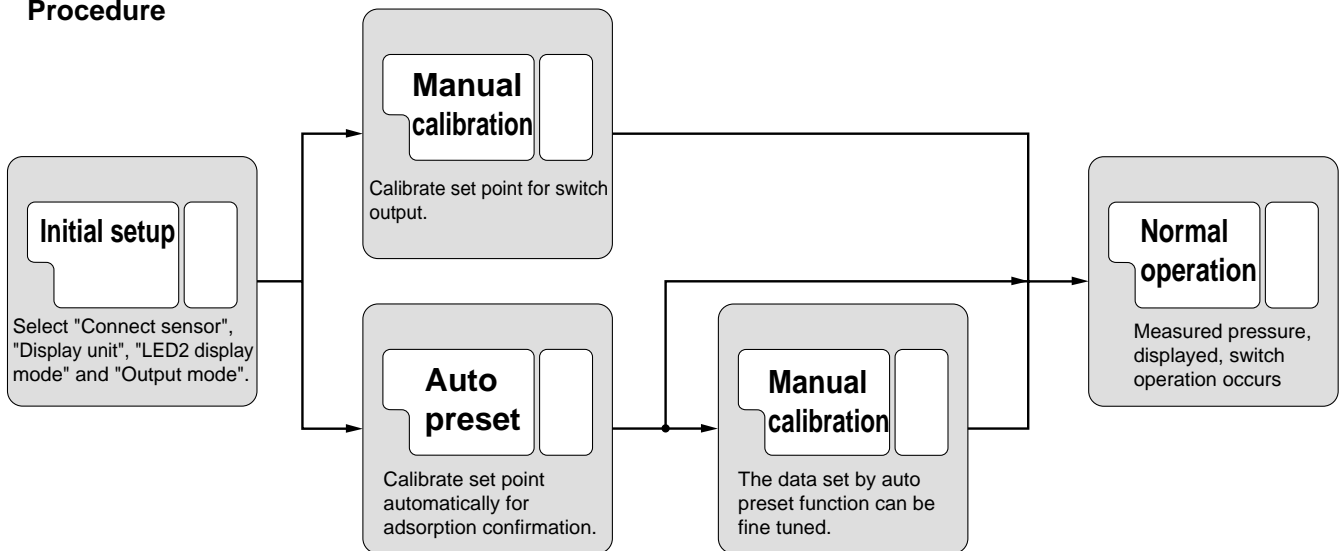 Procedure
Manual
calibration
Calibrate set point for switch
output.
Initial setup
Select "Connect sensor",
"Display unit", "LED2 display
mode" and "Output mode".
Auto
preset
Calibrate set point
automatically for
adsorption confirmation.
Manual
calibration
The data set by auto
preset function can be
fine tuned.
Normal
operation
Measured pressure,
displayed, switch
operation occurs